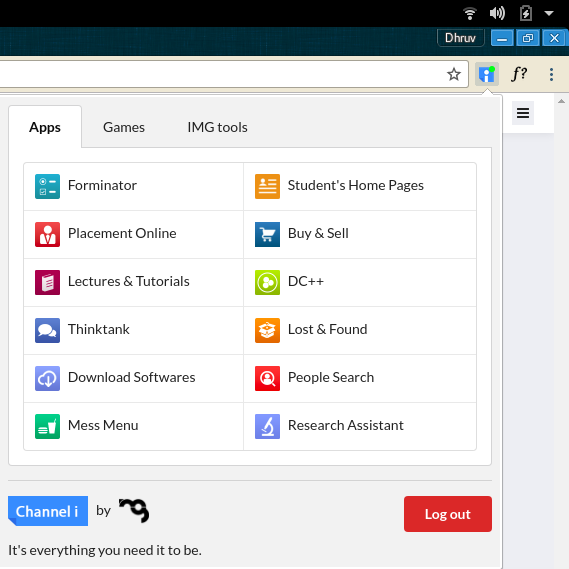 Dhruv
f?
Apps Games IMG tools
Forminator Student's Home Pages
Placement Online Buy & Sell
Lectures & Tutorials DC++
Thinktank Lost & Found
Download Softwares People Search
Mess Menu Research Assistant
Channel i by Log out
It's everything you need it to be.